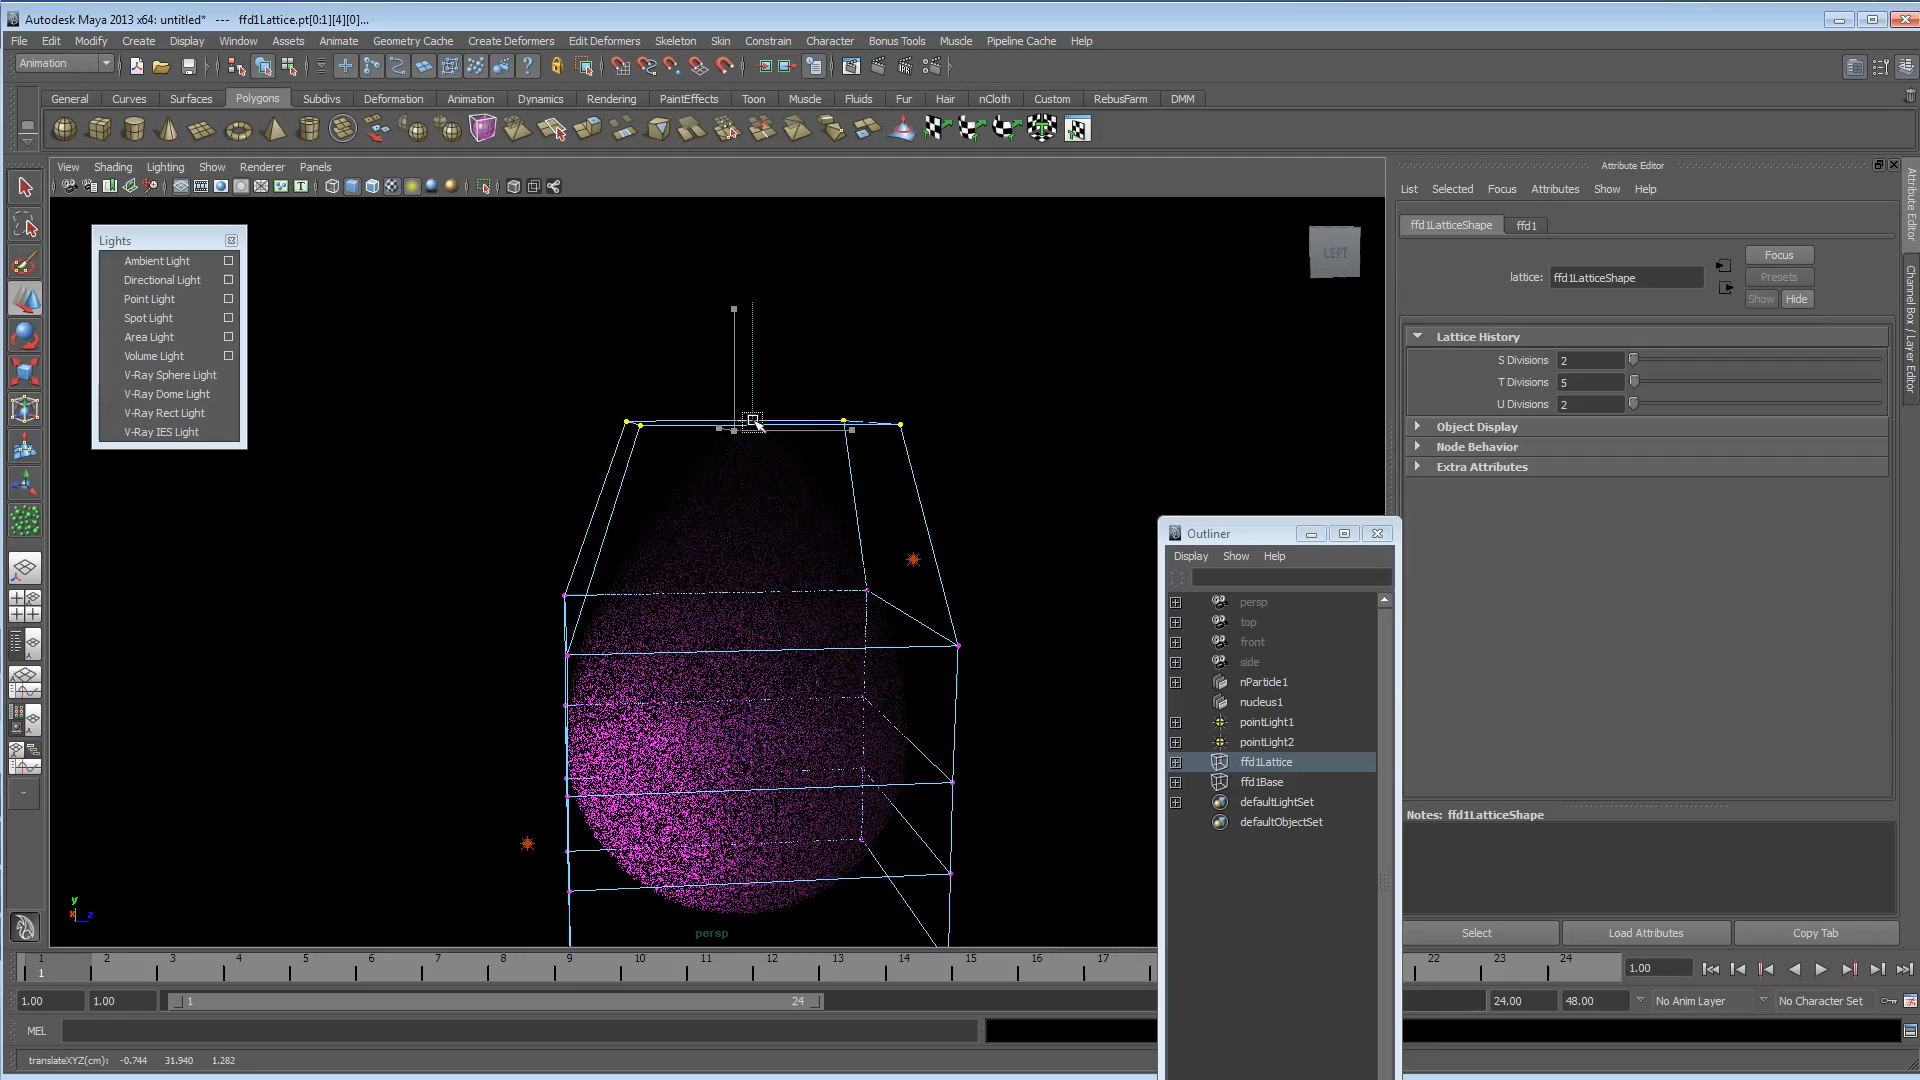 Autodesk Maya 2013 x64: untitled* --- ffd1Lattice.pt[0:1][4][0]...
File Edit Modify Create Display Window Assets Animate Geometry Cache Create Deformers Edit Deformers Skeleton Skin Constrain Character Bonus Tools Muscle Pipeline Cache Help
Animation
General Curves Surfaces Polygons Subdivs Deformation Animation Dynamics Rendering PaintEffects Toon Muscle Fluids Fur Hair nCloth Custom RebusFarm DMM
View Shading Lighting Show Renderer Panels
Attribute Editor
List Selected Focus Attributes Show Help
ffd1LatticeShape ffd1
lattice: ffd1LatticeShape
Focus
Presets
Show Hide
Lattice History
S Divisions 2
T Divisions 5
U Divisions 2
Object Display
Node Behavior
Extra Attributes
Notes: ffd1LatticeShape
Select Load Attributes Copy Tab
Attribute Editor
Channel Box / Layer Editor
Lights
Ambient Light
Directional Light
Point Light
Spot Light
Area Light
Volume Light
V-Ray Sphere Light
V-Ray Dome Light
V-Ray Rect Light
V-Ray IES Light
LEFT
Outliner
Display Show Help
persp
top
front
side
nParticle1
nucleus1
pointLight1
pointLight2
ffd1Lattice
ffd1Base
defaultLightSet
defaultObjectSet
y
x z
persp
1 2 3 4 5 6 7 8 9 10 11 12 13 14 15 16 17 22 23 24
1
1.00
1.00 1.00 1 24 24.00 48.00 No Anim Layer No Character Set
MEL
translateXYZ(cm): -0.744 31.940 1.282